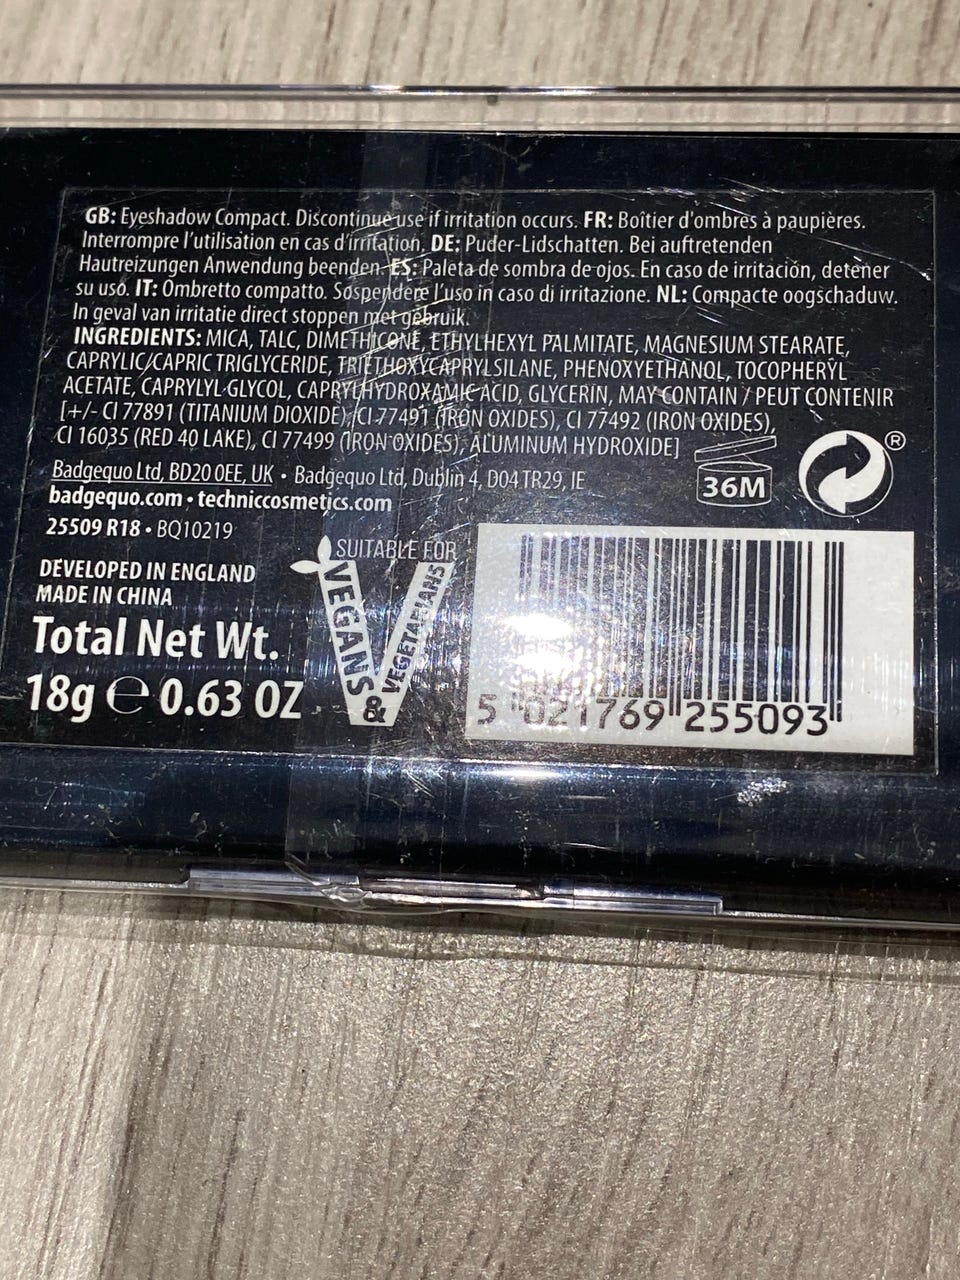 GB: Eyeshadow Compact. Discontinue use if irritation occurs. FR: Boîtier d'ombres à paupières.
Interrompre l'utilisation en cas d'irritation. DE: Puder-Lidschatten. Bei auftretenden
Hautreizungen Anwendung beenden. ES: Paleta de sombra de ojos. En caso de irritación, detener
su uso. IT: Ombretto compatto. Sospendere l'uso in caso di irritazione. NL: Compacte oogschaduw.
In geval van irritatie direct stoppen met gebruik.
INGREDIENTS: MICA, TALC, DIMETHICONE, ETHYLHEXYL PALMITATE, MAGNESIUM STEARATE,
CAPRYLIC/CAPRIC TRIGLYCERIDE, TRIETHOXYCAPRYLSILANE, PHENOXYETHANOL, TOCOPHERYL
ACETATE, CAPRYLYL GLYCOL, CAPRYLHYDROXAMIC ACID, GLYCERIN, MAY CONTAIN / PEUT CONTENIR
[+/- CI 77891 (TITANIUM DIOXIDE), CI 77491 (IRON OXIDES), CI 77492 (IRON OXIDES),
CI 16035 (RED 40 LAKE), CI 77499 (IRON OXIDES), ALUMINUM HYDROXIDE]
Badgequo Ltd, BD20 0EE, UK • Badgequo Ltd, Dublin 4, D04 TR29, IE
badgequo.com • techniccosmetics.com
36M
®
25509 R18 • BQ10219
DEVELOPED IN ENGLAND
MADE IN CHINA
Total Net Wt.
18g ℮ 0.63 OZ
SUITABLE FOR
VEGANS
&
VEGETARIANS
5 021769 255093